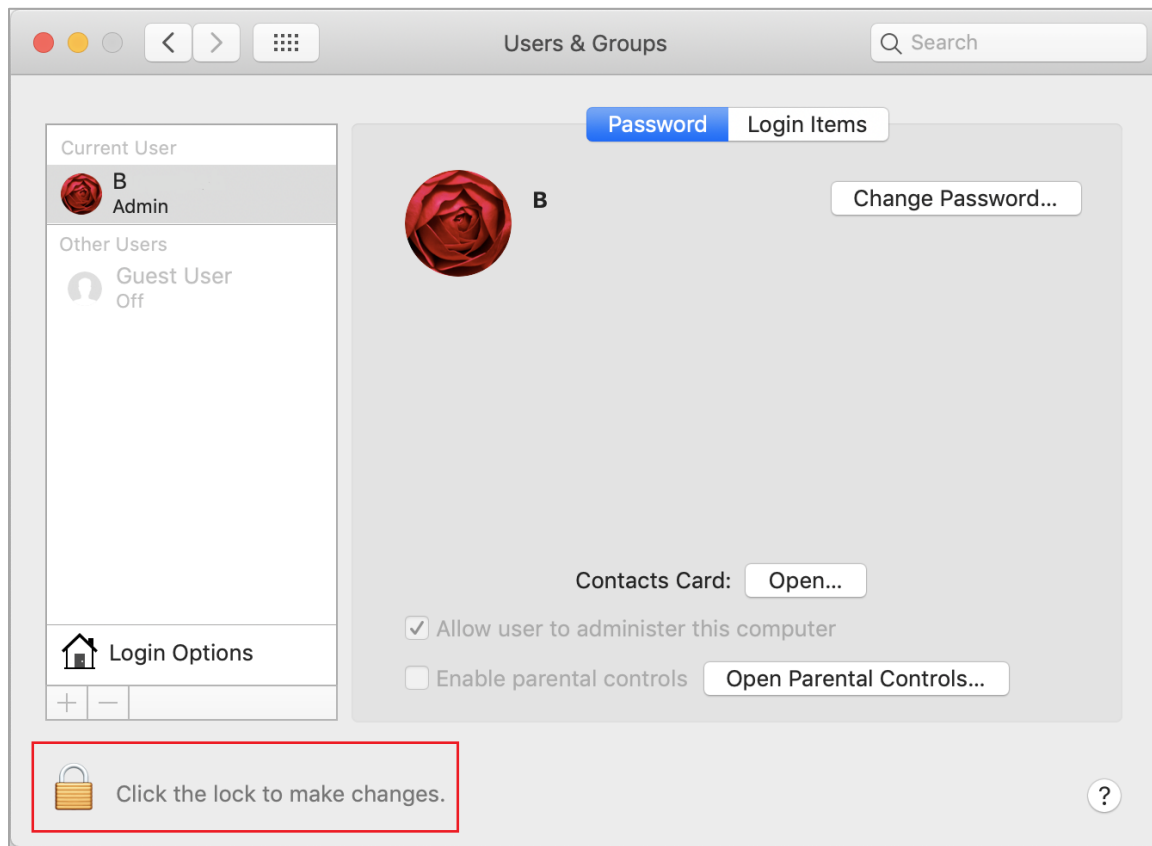 Users & Groups
Search
Password
Login Items
Current User
B
Admin
Other Users
Guest User
Off
B
Change Password...
Contacts Card:
Open...
Allow user to administer this computer
Enable parental controls
Open Parental Controls...
Login Options
Click the lock to make changes.
?